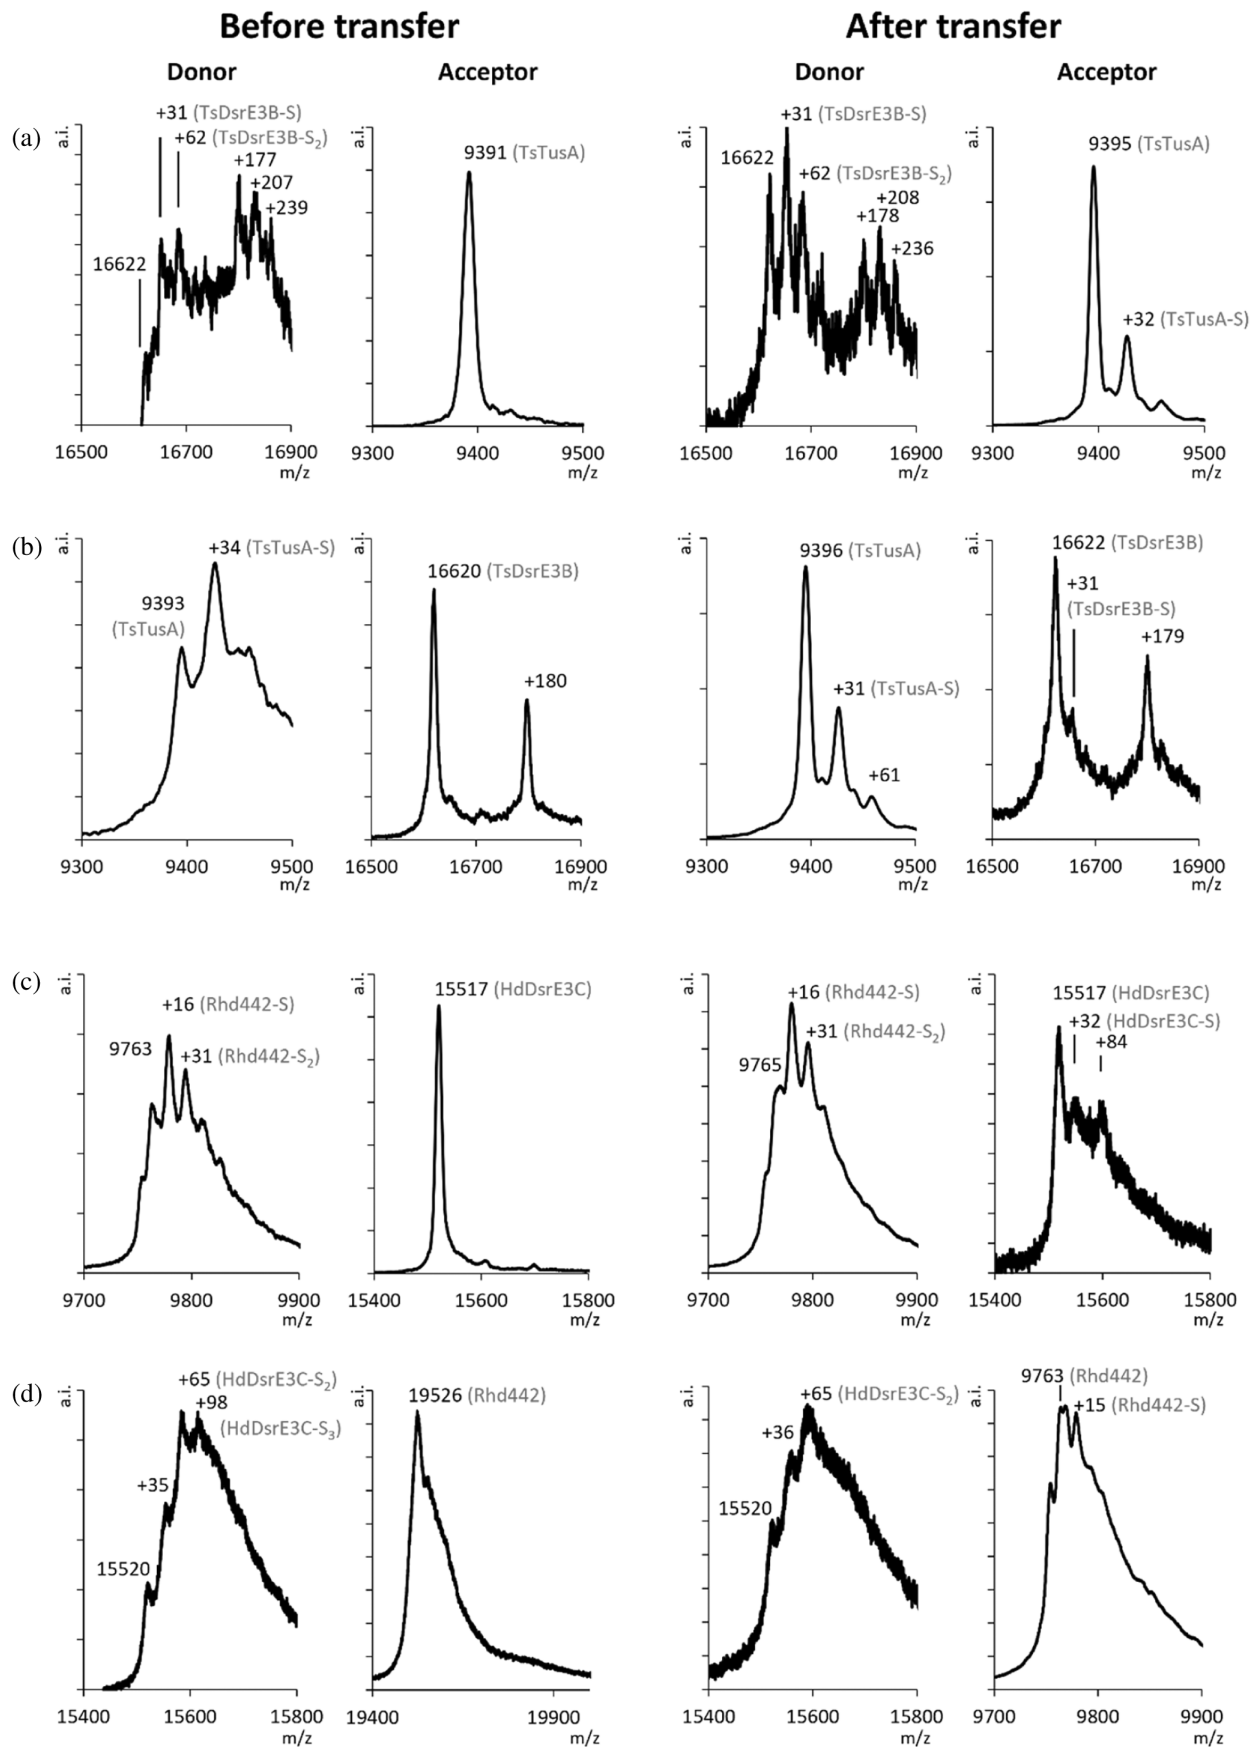 Before transfer
After transfer
Donor
Acceptor
Donor
Acceptor
(a)
a.i.
+31 (TsDsrE3B-S)
+62 (TsDsrE3B-S2)
+177
+207
+239
16622
16500
16700
16900
m/z
a.i.
9391 (TsTusA)
9300
9400
9500
m/z
a.i.
+31 (TsDsrE3B-S)
16622
+62 (TsDsrE3B-S2)
+208
+178
+236
16500
16700
16900
m/z
a.i.
9395 (TsTusA)
+32 (TsTusA-S)
9300
9400
9500
m/z
(b)
a.i.
+34 (TsTusA-S)
9393
(TsTusA)
9300
9400
9500
m/z
a.i.
16620 (TsDsrE3B)
+180
16500
16700
16900
m/z
a.i.
9396 (TsTusA)
+31 (TsTusA-S)
+61
9300
9400
9500
m/z
a.i.
16622 (TsDsrE3B)
+31
(TsDsrE3B-S)
+179
16500
16700
16900
m/z
(c)
a.i.
+16 (Rhd442-S)
9763
+31 (Rhd442-S2)
9700
9800
9900
m/z
a.i.
15517 (HdDsrE3C)
15400
15600
15800
m/z
a.i.
+16 (Rhd442-S)
+31 (Rhd442-S2)
9765
9700
9800
9900
m/z
a.i.
15517 (HdDsrE3C)
+32 (HdDsrE3C-S)
+84
15400
15600
15800
m/z
(d)
a.i.
+65 (HdDsrE3C-S2)
+98
(HdDsrE3C-S3)
+35
15520
15400
15600
15800
m/z
a.i.
19526 (Rhd442)
19400
19900
m/z
a.i.
+65 (HdDsrE3C-S2)
+36
15520
15400
15600
15800
m/z
a.i.
9763 (Rhd442)
+15 (Rhd442-S)
9700
9800
9900
m/z